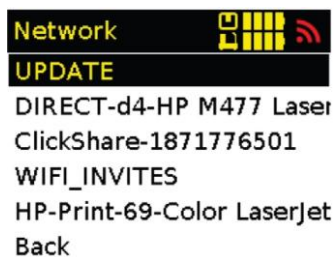 Network
UPDATE
DIRECT-d4-HP M477 Laser
ClickShare-1871776501
WIFI_INVITES
HP-Print-69-Color LaserJet
Back